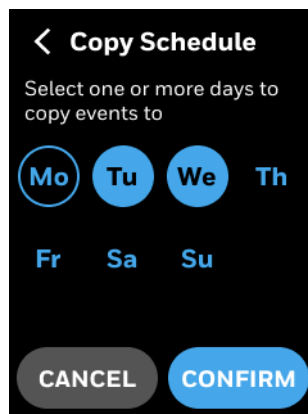 Copy Schedule
Select one or more days to
copy events to
Mo Tu We Th
Fr Sa Su
CANCEL CONFIRM